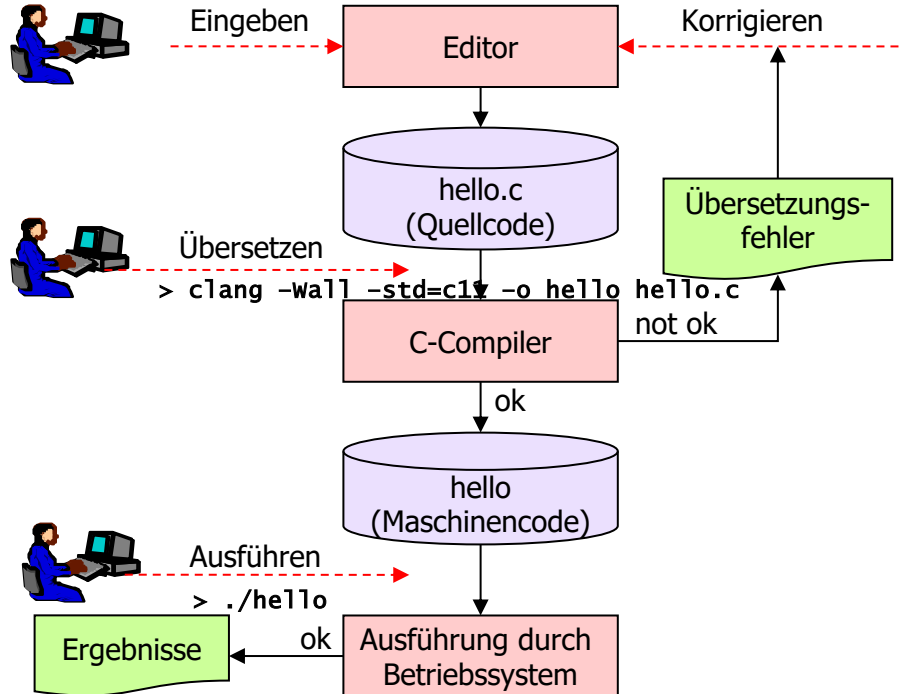 Eingeben
Editor
Korrigieren
hello.c
(Quellcode)
Übersetzungs-
fehler
Übersetzen
> clang –Wall –std=c11 –o hello hello.c
C-Compiler
not ok
ok
hello
(Maschinencode)
Ausführen
> ./hello
Ergebnisse
ok
Ausführung durch
Betriebssystem